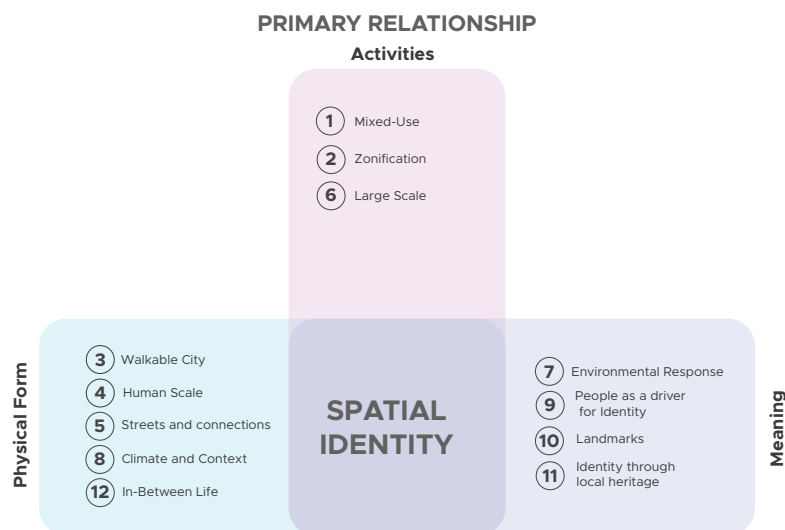 PRIMARY RELATIONSHIP
Activities
1 Mixed-Use
2 Zonification
6 Large Scale
Physical Form
3 Walkable City
4 Human Scale
5 Streets and connections
8 Climate and Context
12 In-Between Life
SPATIAL
IDENTITY
7 Environmental Response
9 People as a driver
for Identity
10 Landmarks
11 Identity through
local heritage
Meaning